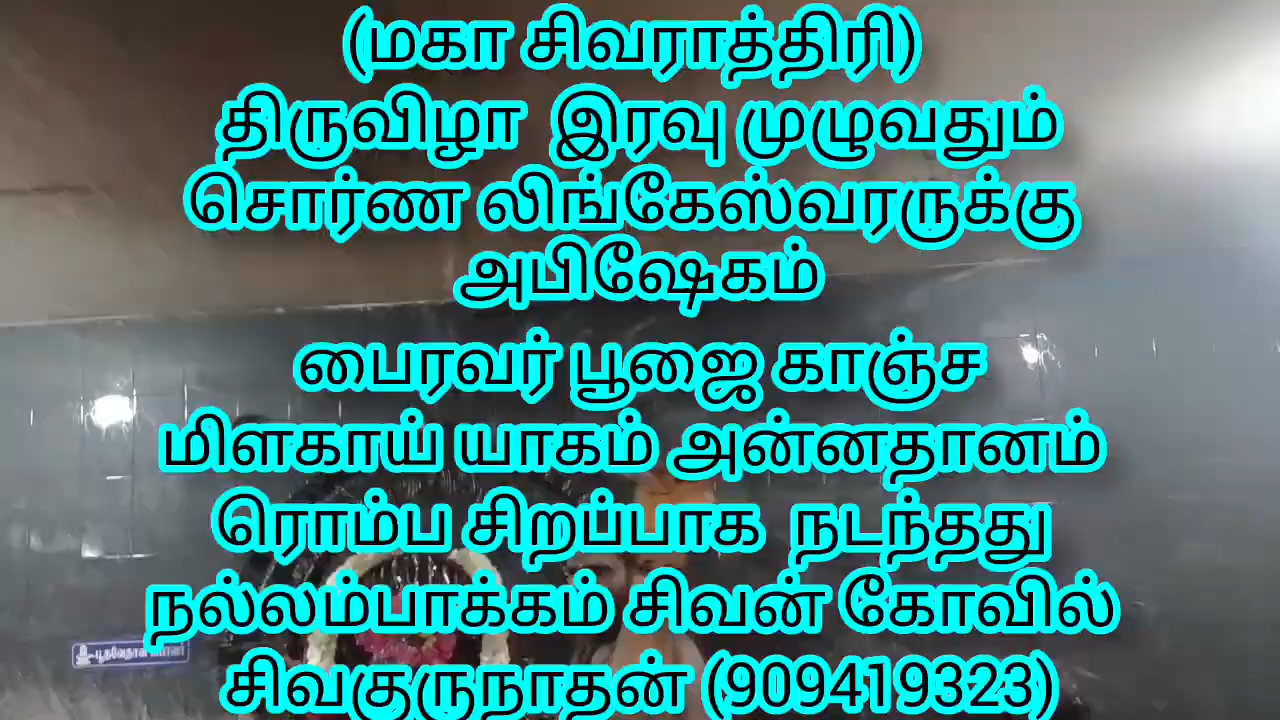 (மகா சிவராத்திரி)
திருவிழா இரவு முழுவதும்
சொர்ண லிங்கேஸ்வரருக்கு
அபிஷேகம்
பைரவர் பூஜை காஞ்ச
மிளகாய் யாகம் அன்னதானம்
ரொம்ப சிறப்பாக நடந்தது
நல்லம்பாக்கம் சிவன் கோவில்
சிவகுருநாதன் (909419323)